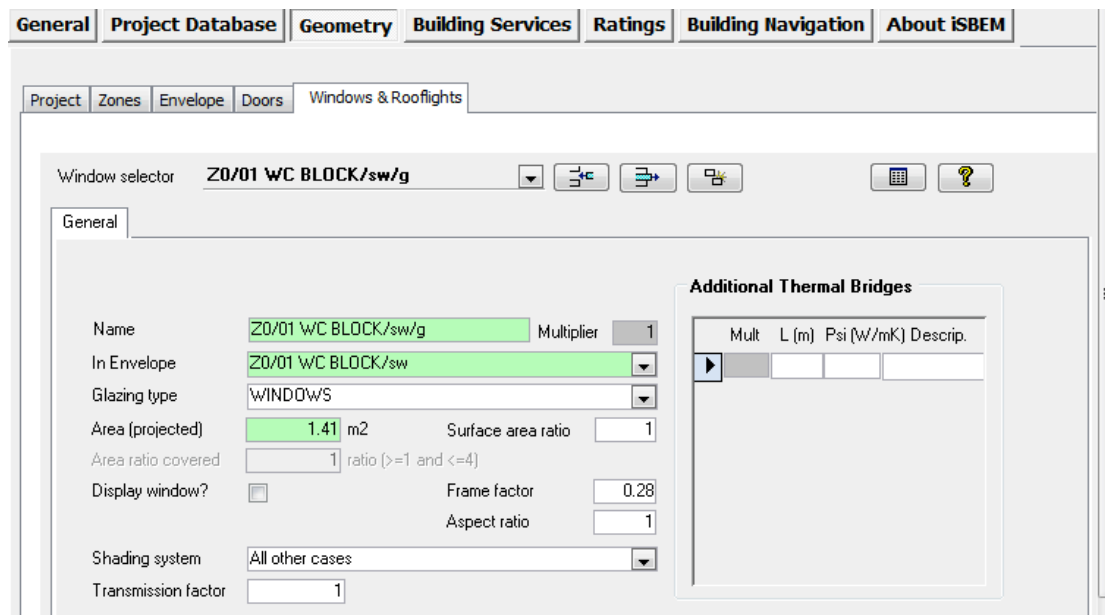 General Project Database Geometry Building Services Ratings Building Navigation About iSBEM
Project Zones Envelope Doors Windows & Rooflights
Window selector Z0/01 WC BLOCK/sw/g
General
Additional Thermal Bridges
Name Z0/01 WC BLOCK/sw/g Multiplier 1
Mult L (m) Psi (W/mK) Descrip.
In Envelope Z0/01 WC BLOCK/sw
Glazing type WINDOWS
Area (projected) 1.41 m2 Surface area ratio 1
Area ratio covered 1 ratio (>=1 and <=4)
Display window? Frame factor 0.28
Aspect ratio 1
Shading system All other cases
Transmission factor 1